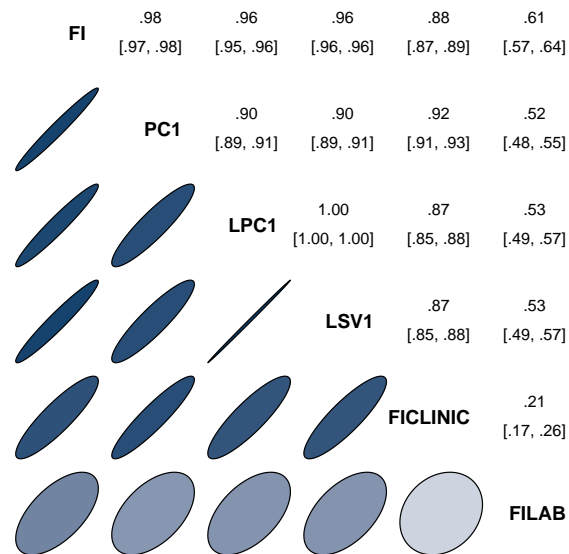 FI .98 .96 .96 .88 .61
[.97, .98] [.95, .96] [.96, .96] [.87, .89] [.57, .64]
PC1 .90 .90 .92 .52
[.89, .91] [.89, .91] [.91, .93] [.48, .55]
LPC1 1.00 .87 .53
[1.00, 1.00] [.85, .88] [.49, .57]
LSV1 .87 .53
[.85, .88] [.49, .57]
FICLINIC .21
[.17, .26]
FILAB